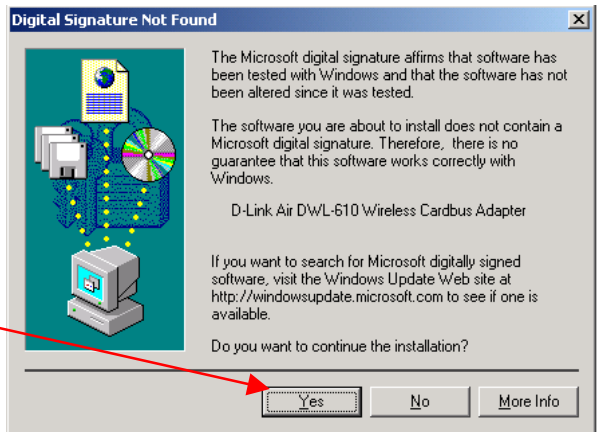 Digital Signature Not Found
The Microsoft digital signature affirms that software has
been tested with Windows and that the software has not
been altered since it was tested.
The software you are about to install does not contain a
Microsoft digital signature. Therefore, there is no
guarantee that this software works correctly with
Windows.
D-Link Air DWL-610 Wireless Cardbus Adapter
If you want to search for Microsoft digitally signed
software, visit the Windows Update Web site at
http://windowsupdate.microsoft.com to see if one is
available.
Do you want to continue the installation?
Yes No More Info